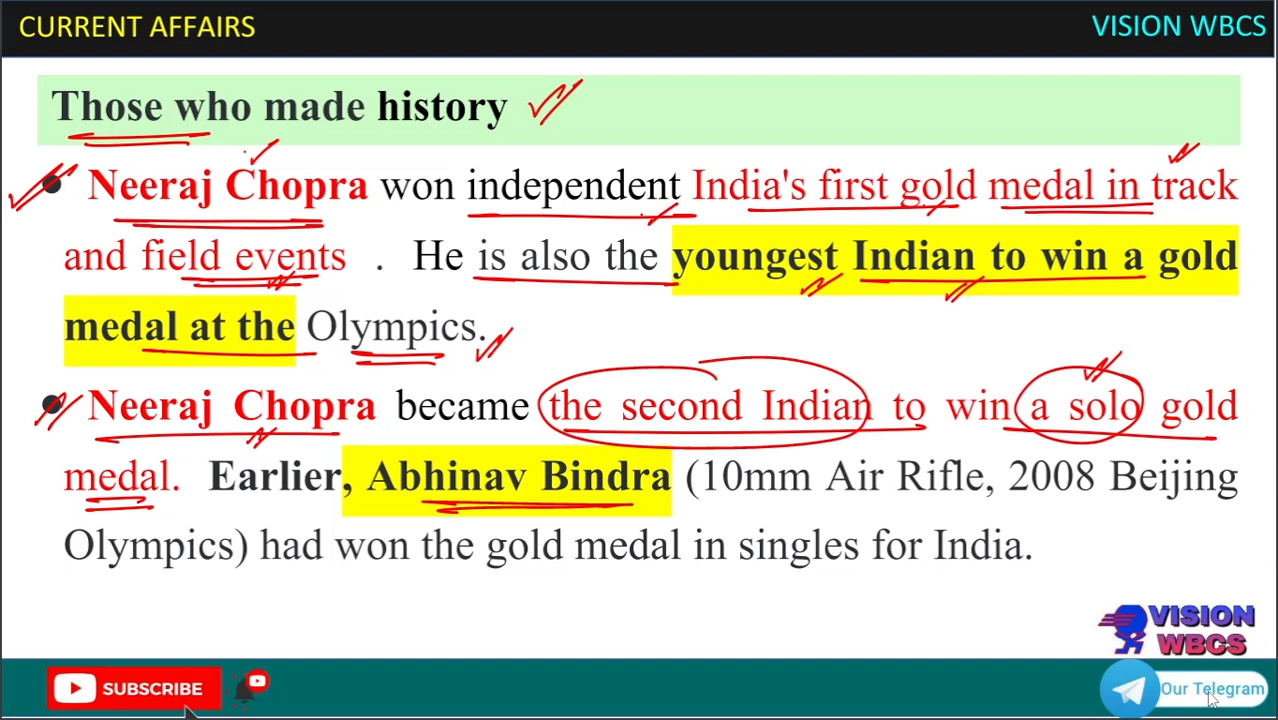 CURRENT AFFAIRS VISION WBCS
Those who made history
• Neeraj Chopra won independent India's first gold medal in track
and field events . He is also the youngest Indian to win a gold
medal at the Olympics.
• Neeraj Chopra became the second Indian to win a solo gold
medal. Earlier, Abhinav Bindra (10mm Air Rifle, 2008 Beijing
Olympics) had won the gold medal in singles for India.
VISION
WBCS
SUBSCRIBE Our Telegram